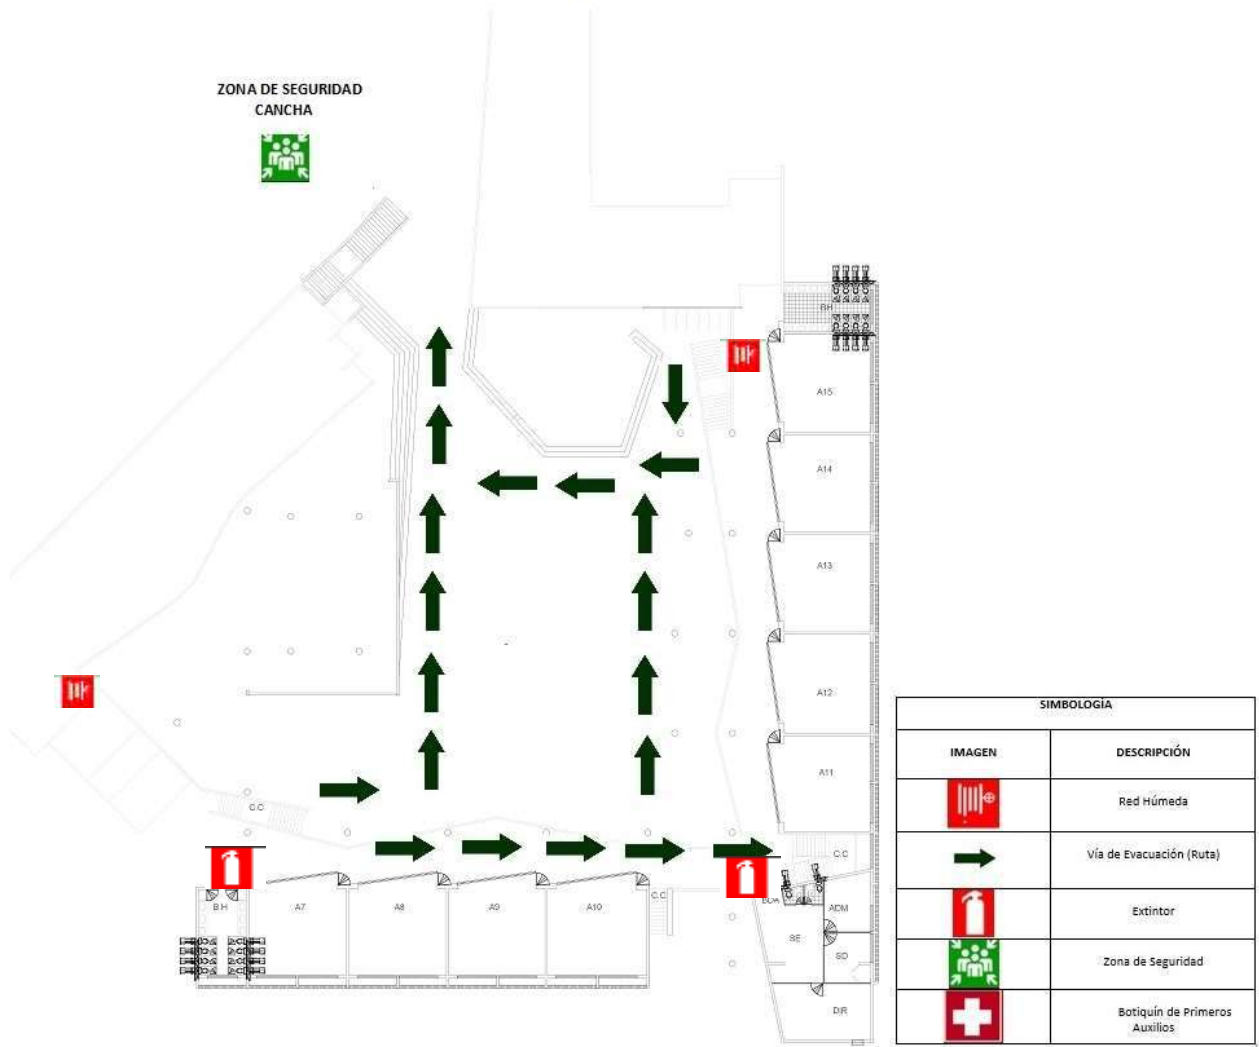 ZONA DE SEGURIDAD
CANCHA
B.H
A15
A14
A13
A12
A11
C.C
C.C
C.C
B.H
A7
A8
A9
A10
ADM
SE
SD
DIR
SIMBOLOGÍA
IMAGEN
DESCRIPCIÓN
Red Húmeda
Vía de Evacuación (Ruta)
Extintor
Zona de Seguridad
Botiquín de Primeros
Auxilios